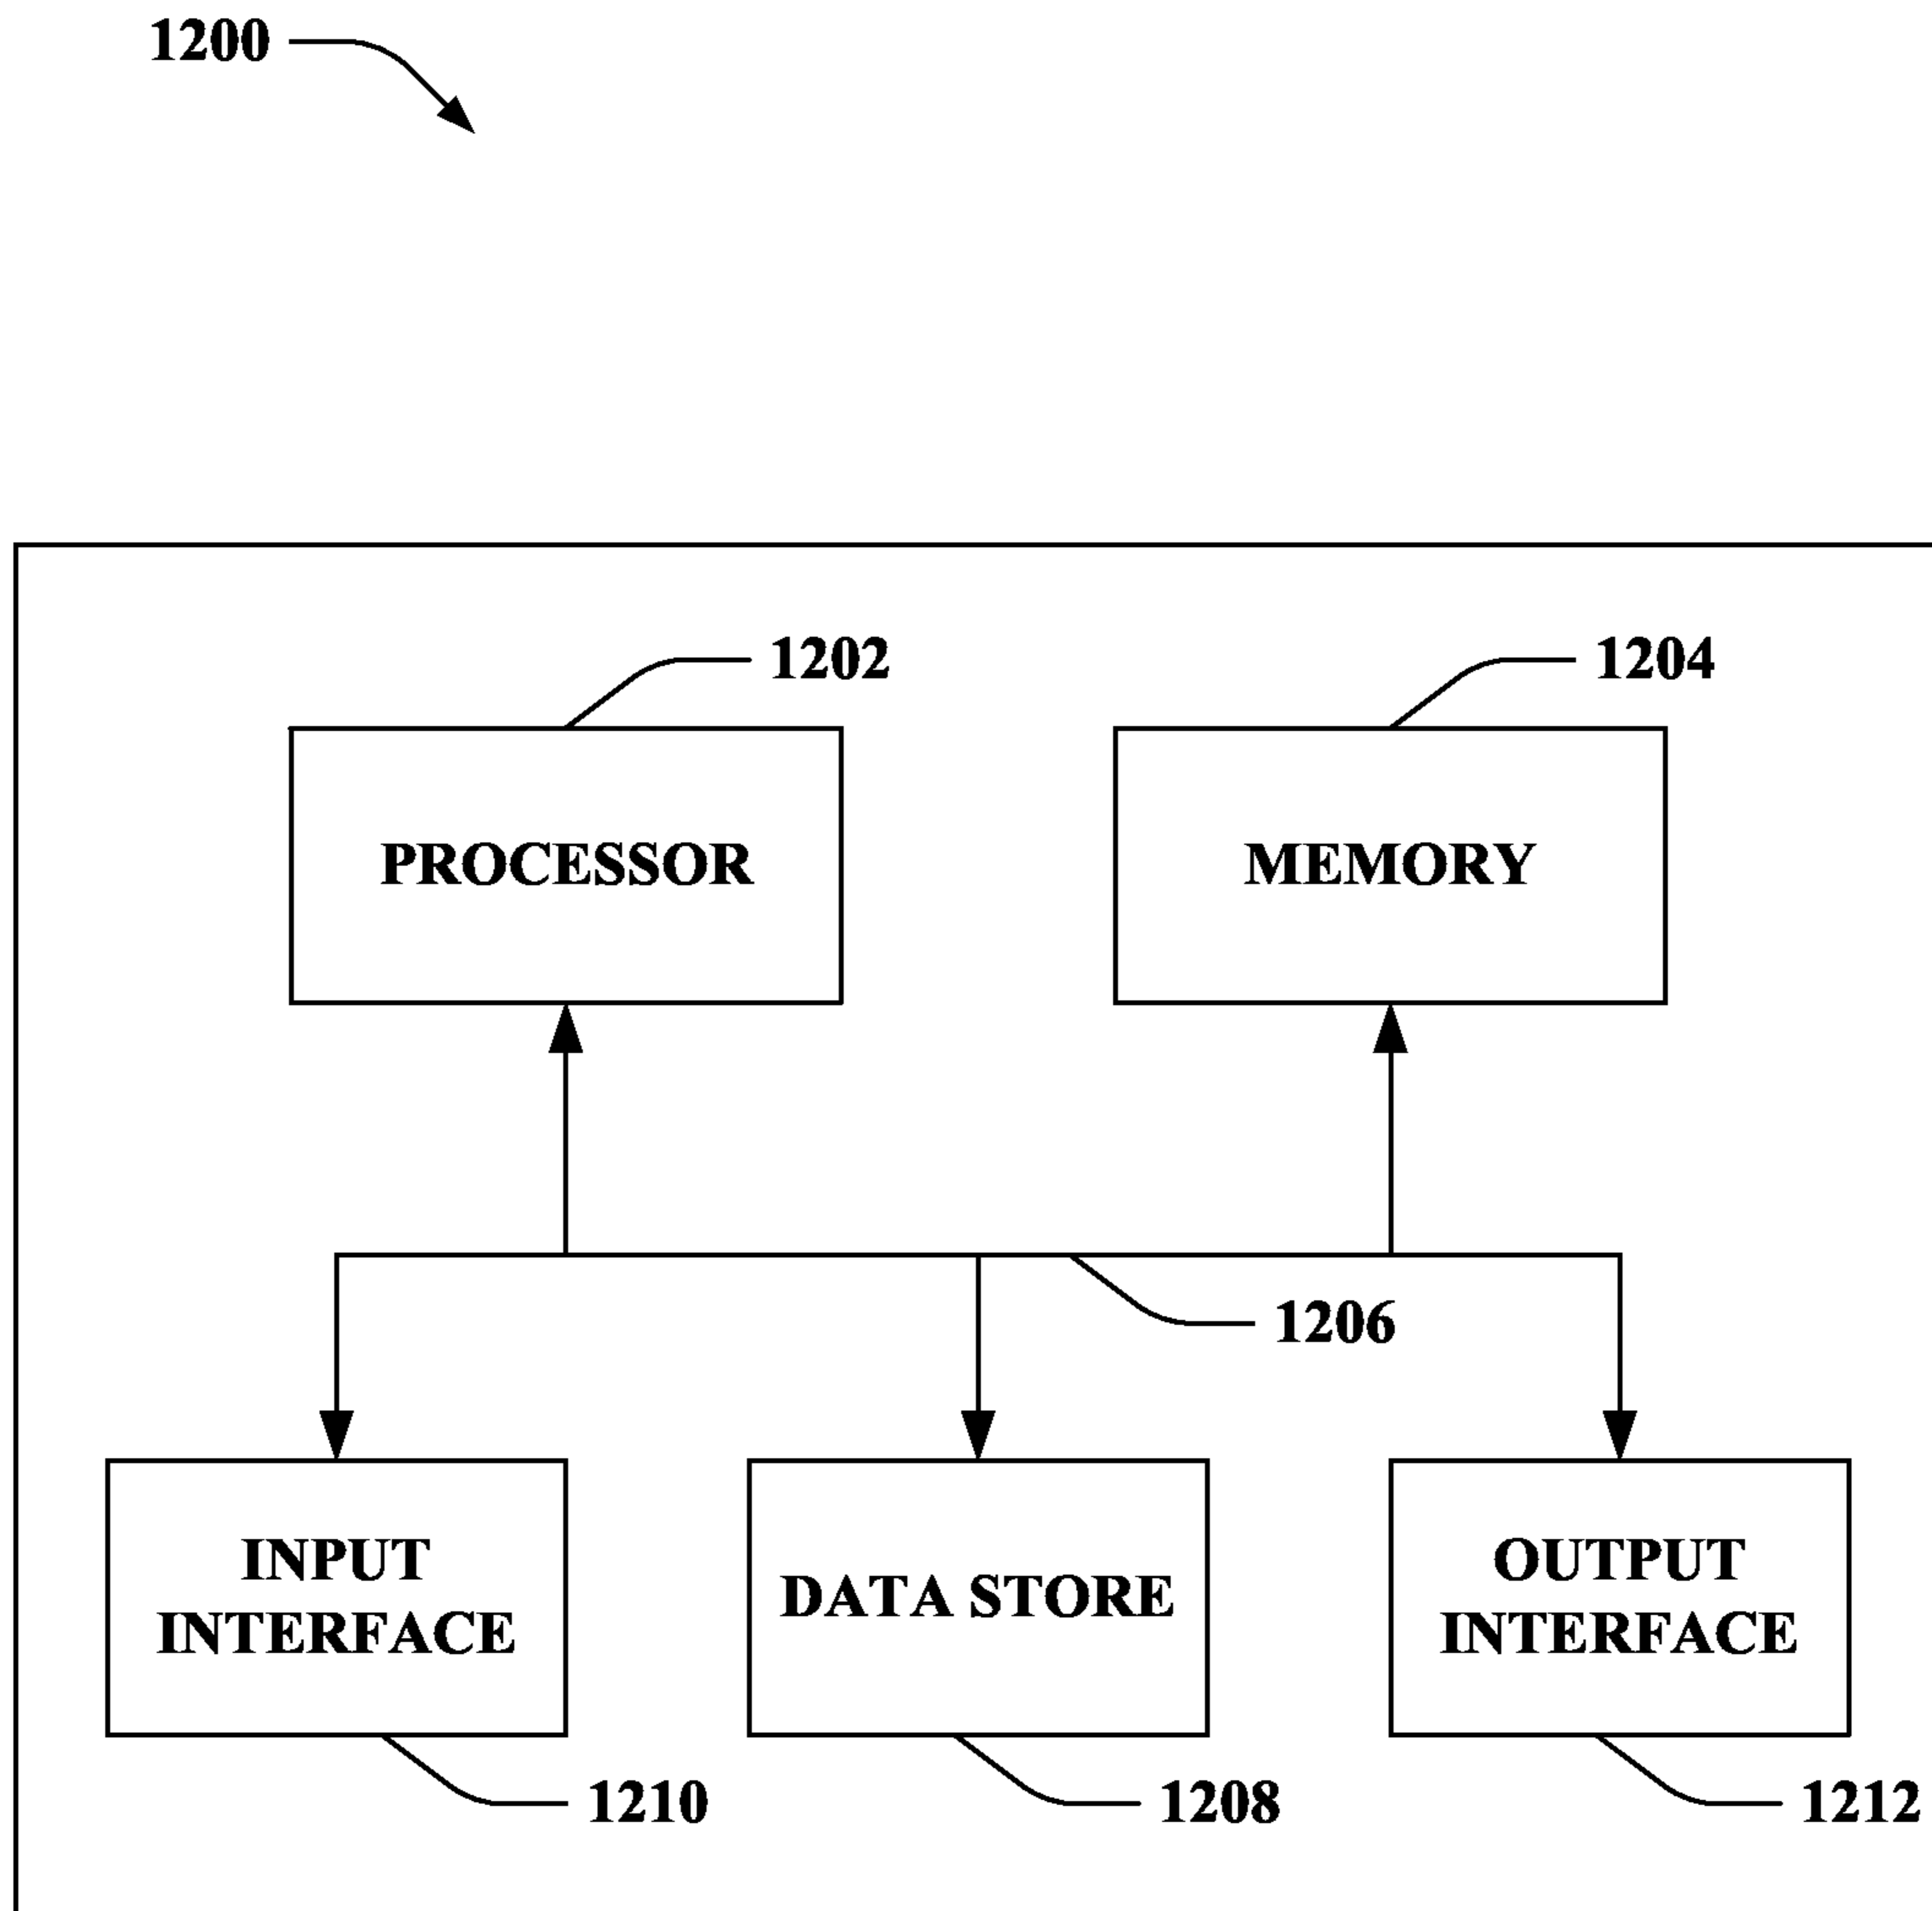 1200
1202
1204
PROCESSOR
MEMORY
1206
INPUT
INTERFACE
DATA STORE
OUTPUT
INTERFACE
1210
1208
1212